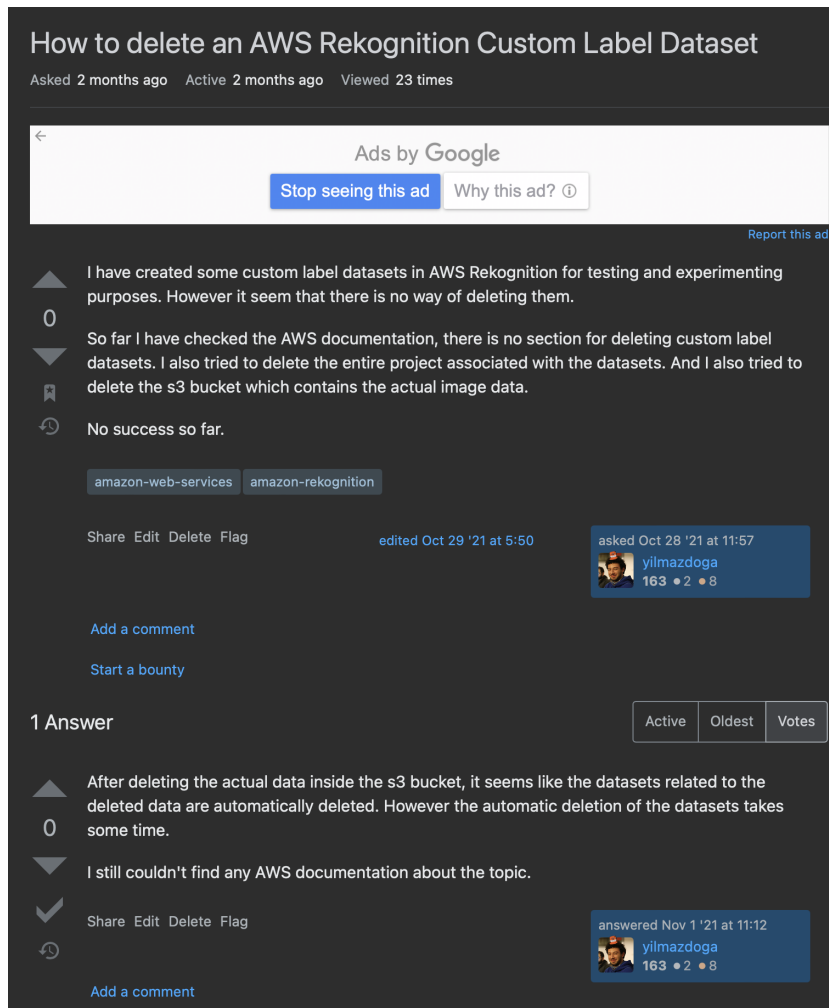 How to delete an AWS Rekognition Custom Label Dataset
Asked 2 months ago Active 2 months ago Viewed 23 times
Ads by Google
Stop seeing this ad Why this ad?
Report this ad
I have created some custom label datasets in AWS Rekognition for testing and experimenting
purposes. However it seem that there is no way of deleting them.
0
So far I have checked the AWS documentation, there is no section for deleting custom label
datasets. I also tried to delete the entire project associated with the datasets. And I also tried to
delete the s3 bucket which contains the actual image data.
No success so far.
amazon-web-services amazon-rekognition
Share Edit Delete Flag
edited Oct 29 '21 at 5:50
asked Oct 28 '21 at 11:57
yilmazdoga
163 ●2 ●8
Add a comment
Start a bounty
1 Answer
Active Oldest Votes
After deleting the actual data inside the s3 bucket, it seems like the datasets related to the
deleted data are automatically deleted. However the automatic deletion of the datasets takes
0
some time.
I still couldn't find any AWS documentation about the topic.
Share Edit Delete Flag
answered Nov 1 '21 at 11:12
yilmazdoga
163 ●2 ●8
Add a comment